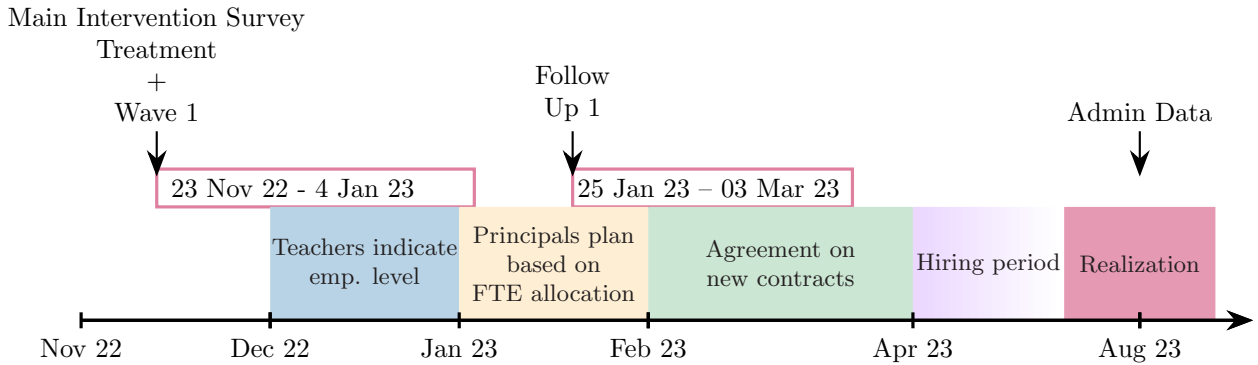 Main Intervention Survey
Treatment
+
Wave 1
Follow
Up 1
Admin Data
23 Nov 22 - 4 Jan 23
25 Jan 23 – 03 Mar 23
Teachers indicate
emp. level
Principals plan
based on
FTE allocation
Agreement on
new contracts
Hiring period
Realization
Nov 22
Dec 22
Jan 23
Feb 23
Apr 23
Aug 23